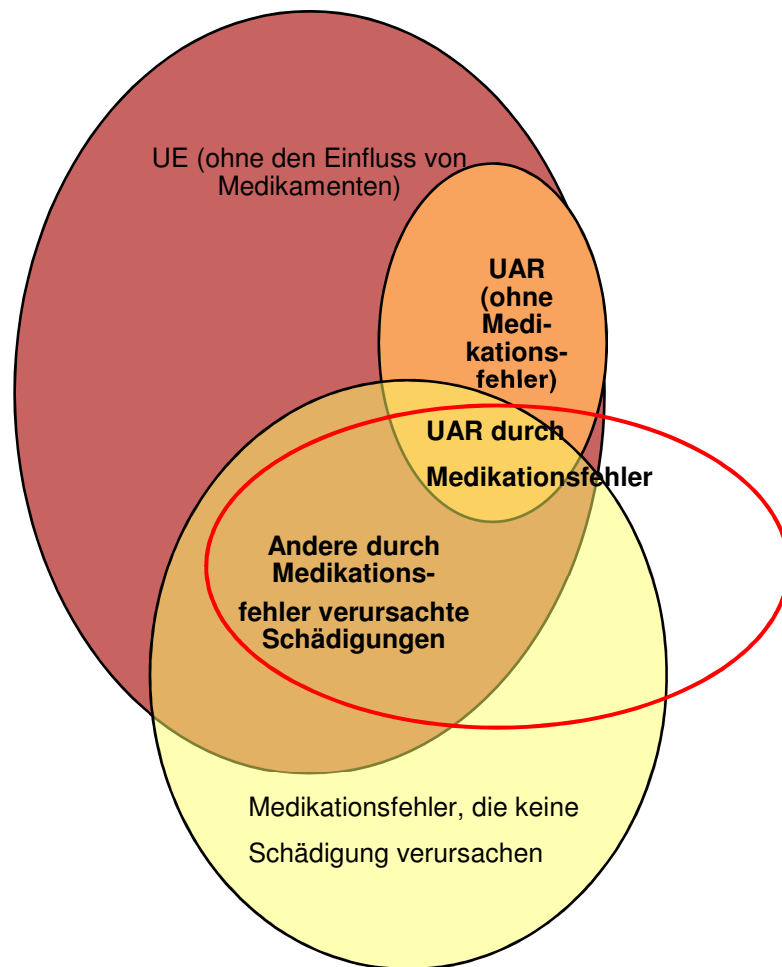 UE (ohne den Einfluss von
Medikamenten)
UAR
(ohne
Medi-
kations-
fehler)
UAR durch
Medikationsfehler
Andere durch
Medikations-
fehler verursachte
Schädigungen
Medikationsfehler, die keine
Schädigung verursachen